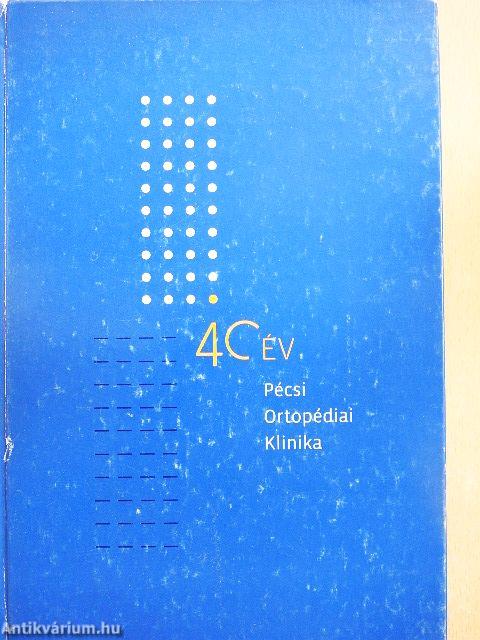 40 ÉV
Pécsi
Ortopédiai
Klinika
Antikvárium.hu